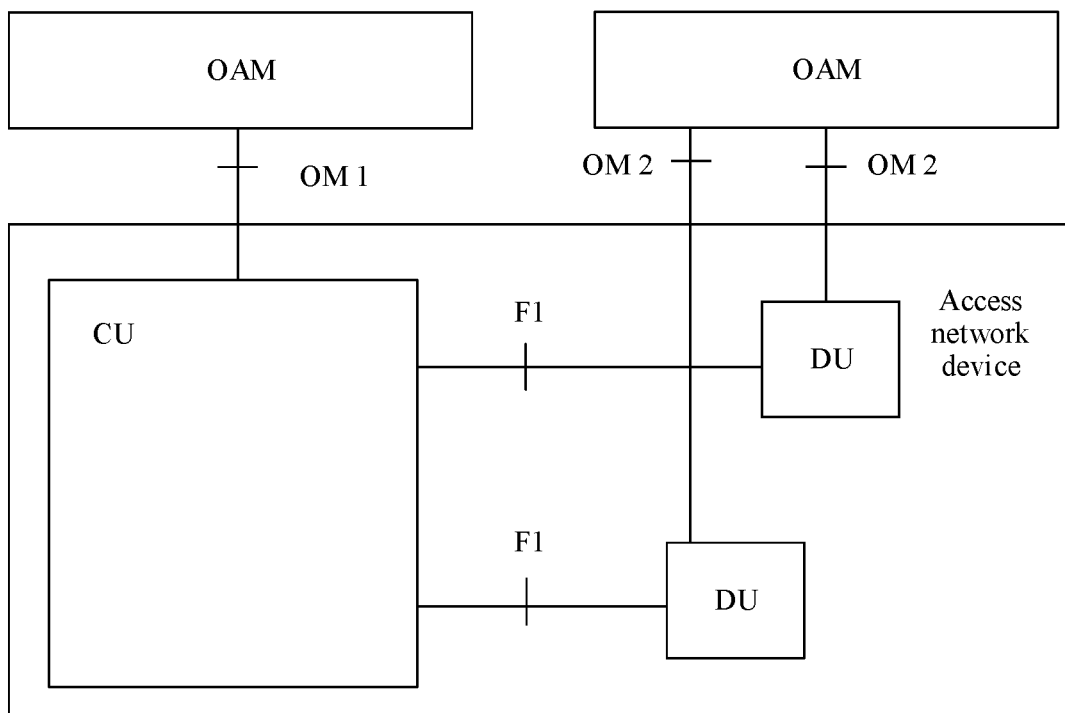 OAM
OAM
OM 1
OM 2
OM 2
CU
F1
DU
Access
network
device
F1
DU